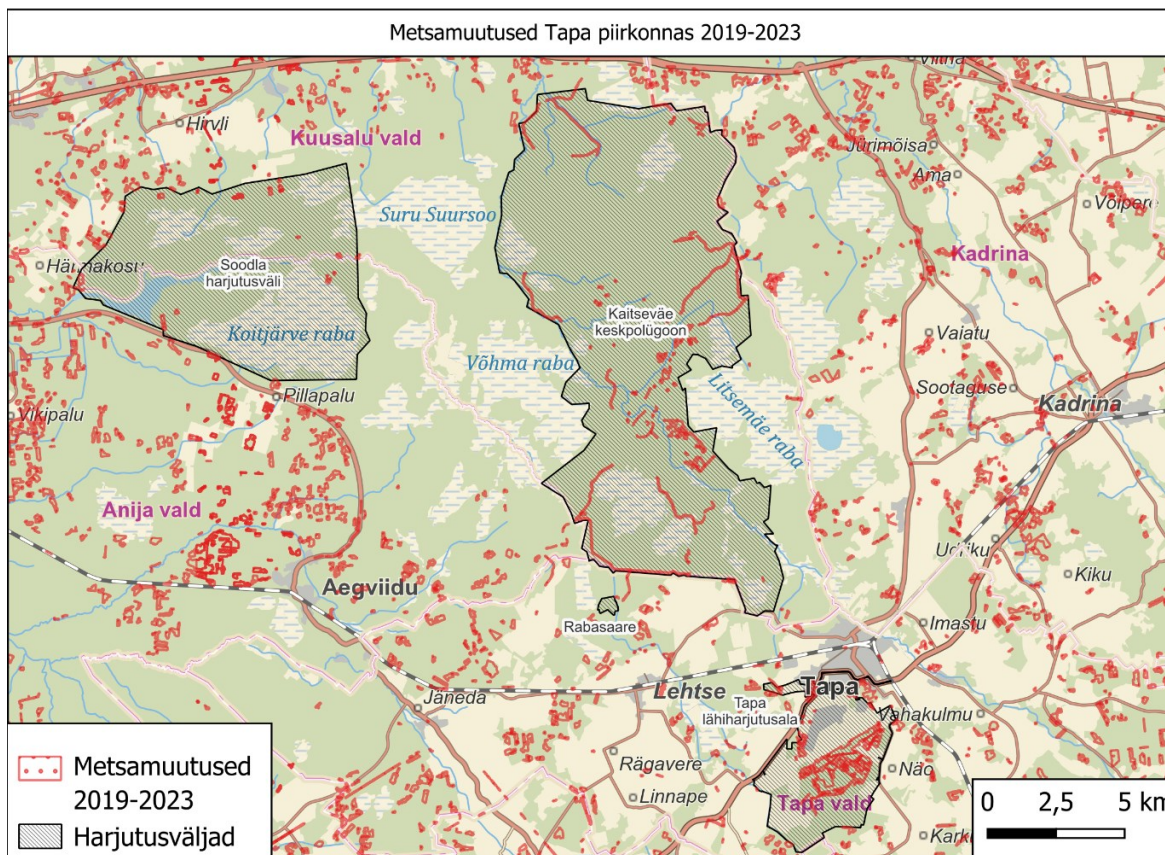 Metsamuutused Tapa piirkonnas 2019-2023
Hirvli
Kuusalu vald
Jürimõisa
Ama
Võipere
Suru Suursoo
Kadrina
Soodla
harjutusväli
Kaitseväe
keskpolügoon
Koitjärve raba
Võhma raba
Vaiatu
Litsemäe raba
Sootaguse
Pillapalu
Kadrina
Vikipalu
Anija vald
Kiku
Aegviidu
Imastu
Rabasaare
Lehtse
Tapa
Jäneda
Tapa
lähiharjutusala
Vahakulmu
Rägavere
Näo
Linnape
Tapa vald
Metsamuutused
2019-2023
Harjutusväljad
0 2,5 5 km